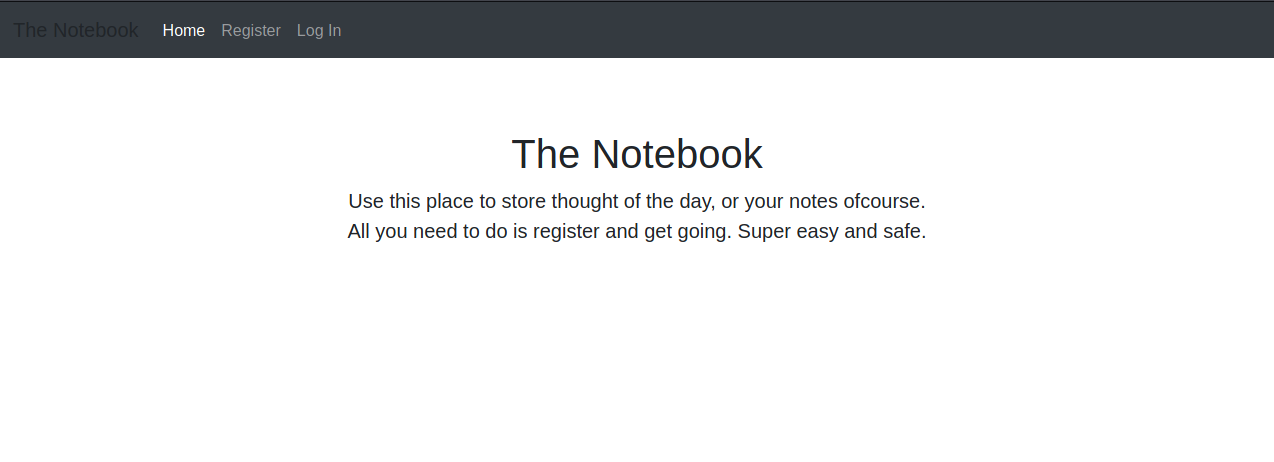 The Notebook Home Register Log In
The Notebook
Use this place to store thought of the day, or your notes ofcourse.
All you need to do is register and get going. Super easy and safe.